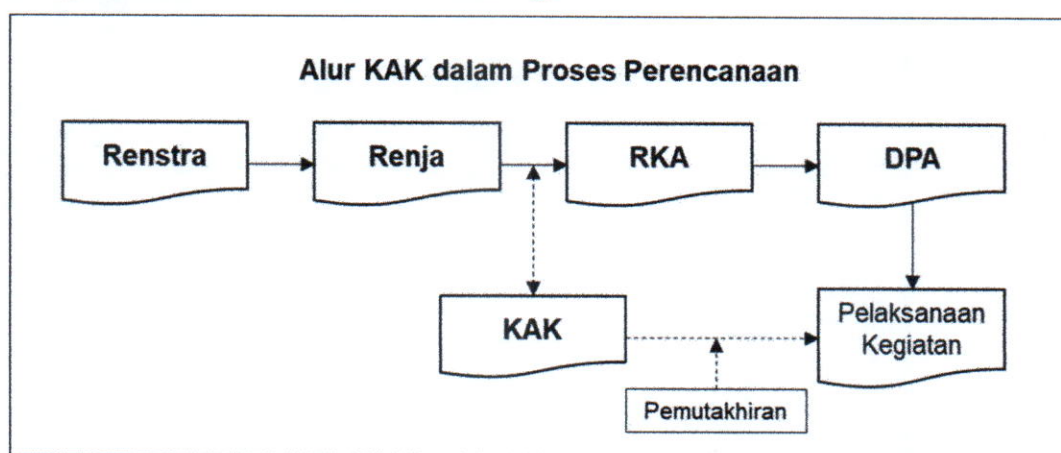 Alur KAK dalam Proses Perencanaan
Renstra
Renja
RKA
DPA
KAK
Pelaksanaan
Kegiatan
Pemutakhiran